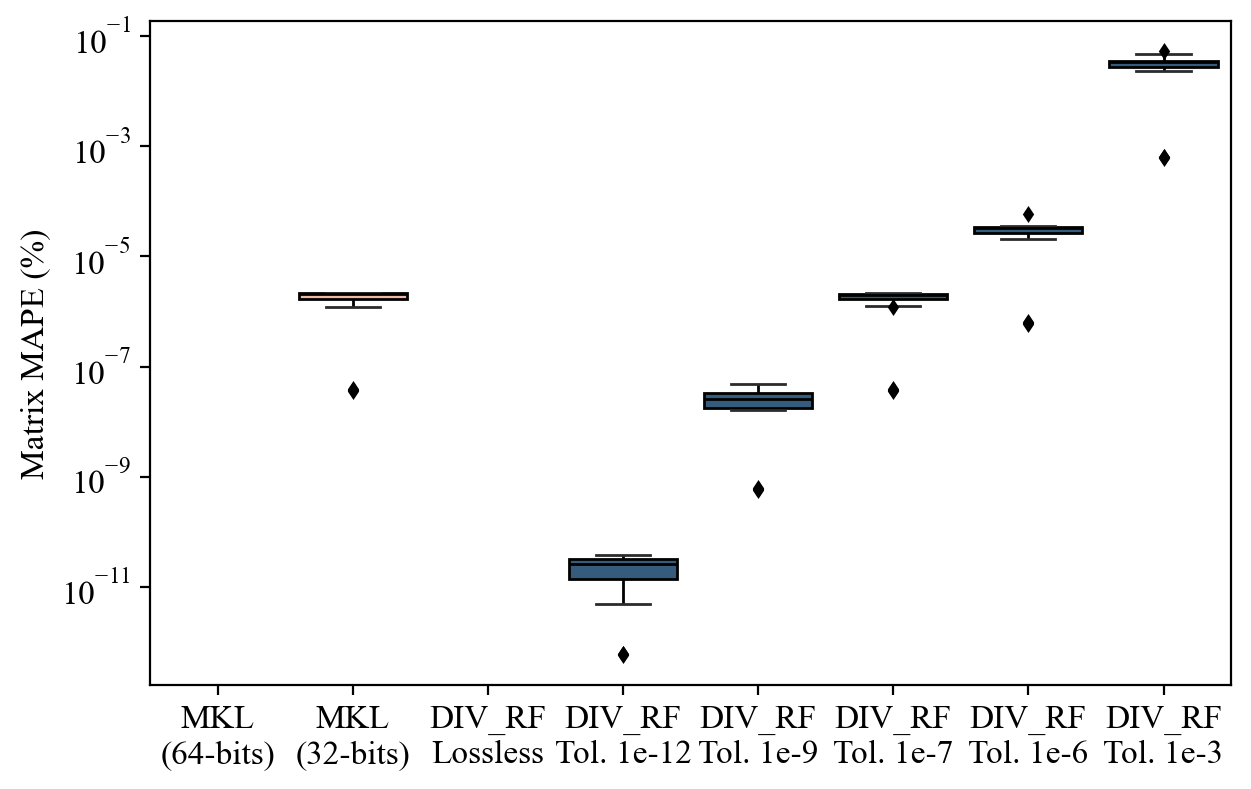 10⁻¹
10⁻³
10⁻⁵
10⁻⁷
10⁻⁹
10⁻¹¹
Matrix MAPE (%)
MKL
(64-bits)
MKL
(32-bits)
DIV_RF
Lossless
DIV_RF
Tol. 1e-12
DIV_RF
Tol. 1e-9
DIV_RF
Tol. 1e-7
DIV_RF
Tol. 1e-6
DIV_RF
Tol. 1e-3